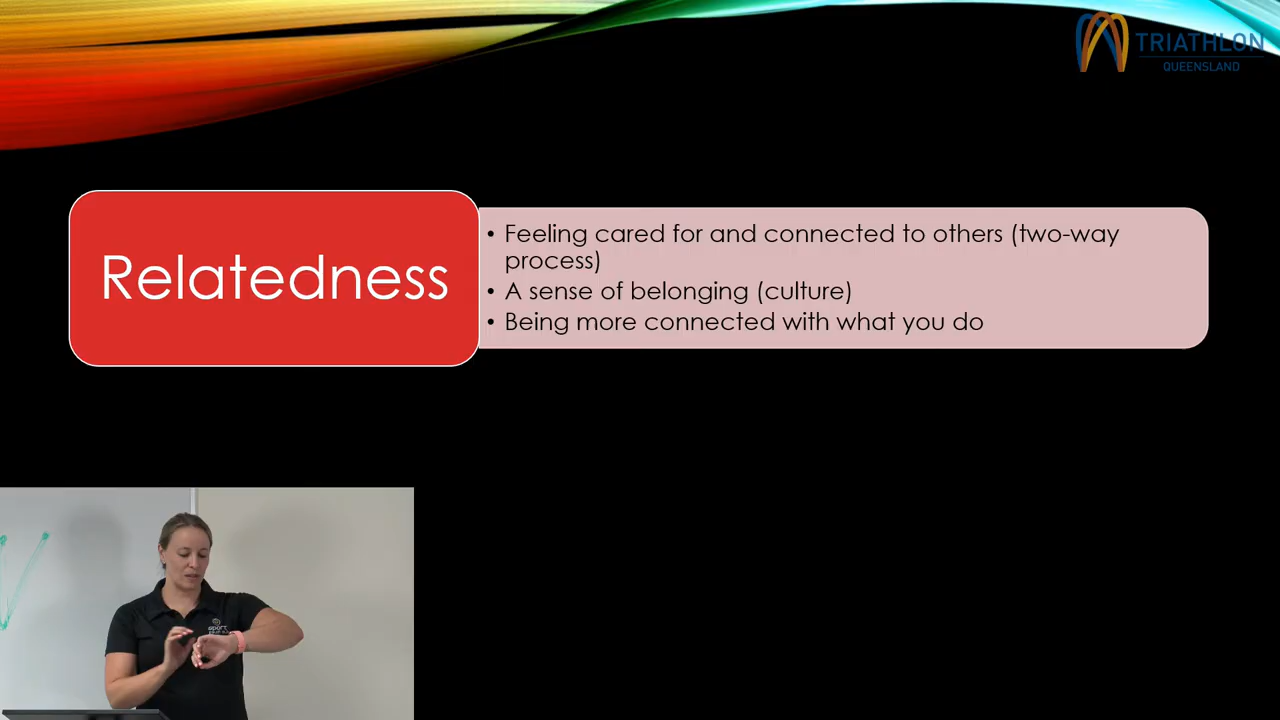 TRIATHLON
QUEENSLAND
Relatedness
• Feeling cared for and connected to others (two-way
process)
• A sense of belonging (culture)
• Being more connected with what you do